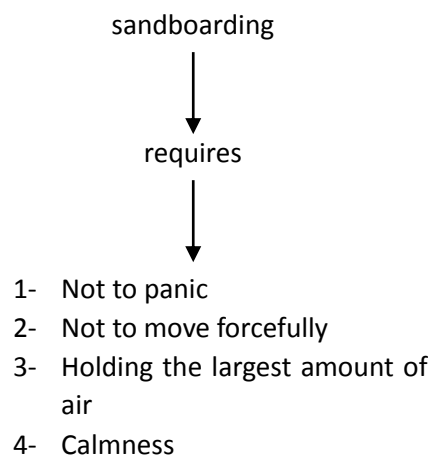 sandboarding
requires
1- Not to panic
2- Not to move forcefully
3- Holding the largest amount of
air
4- Calmness